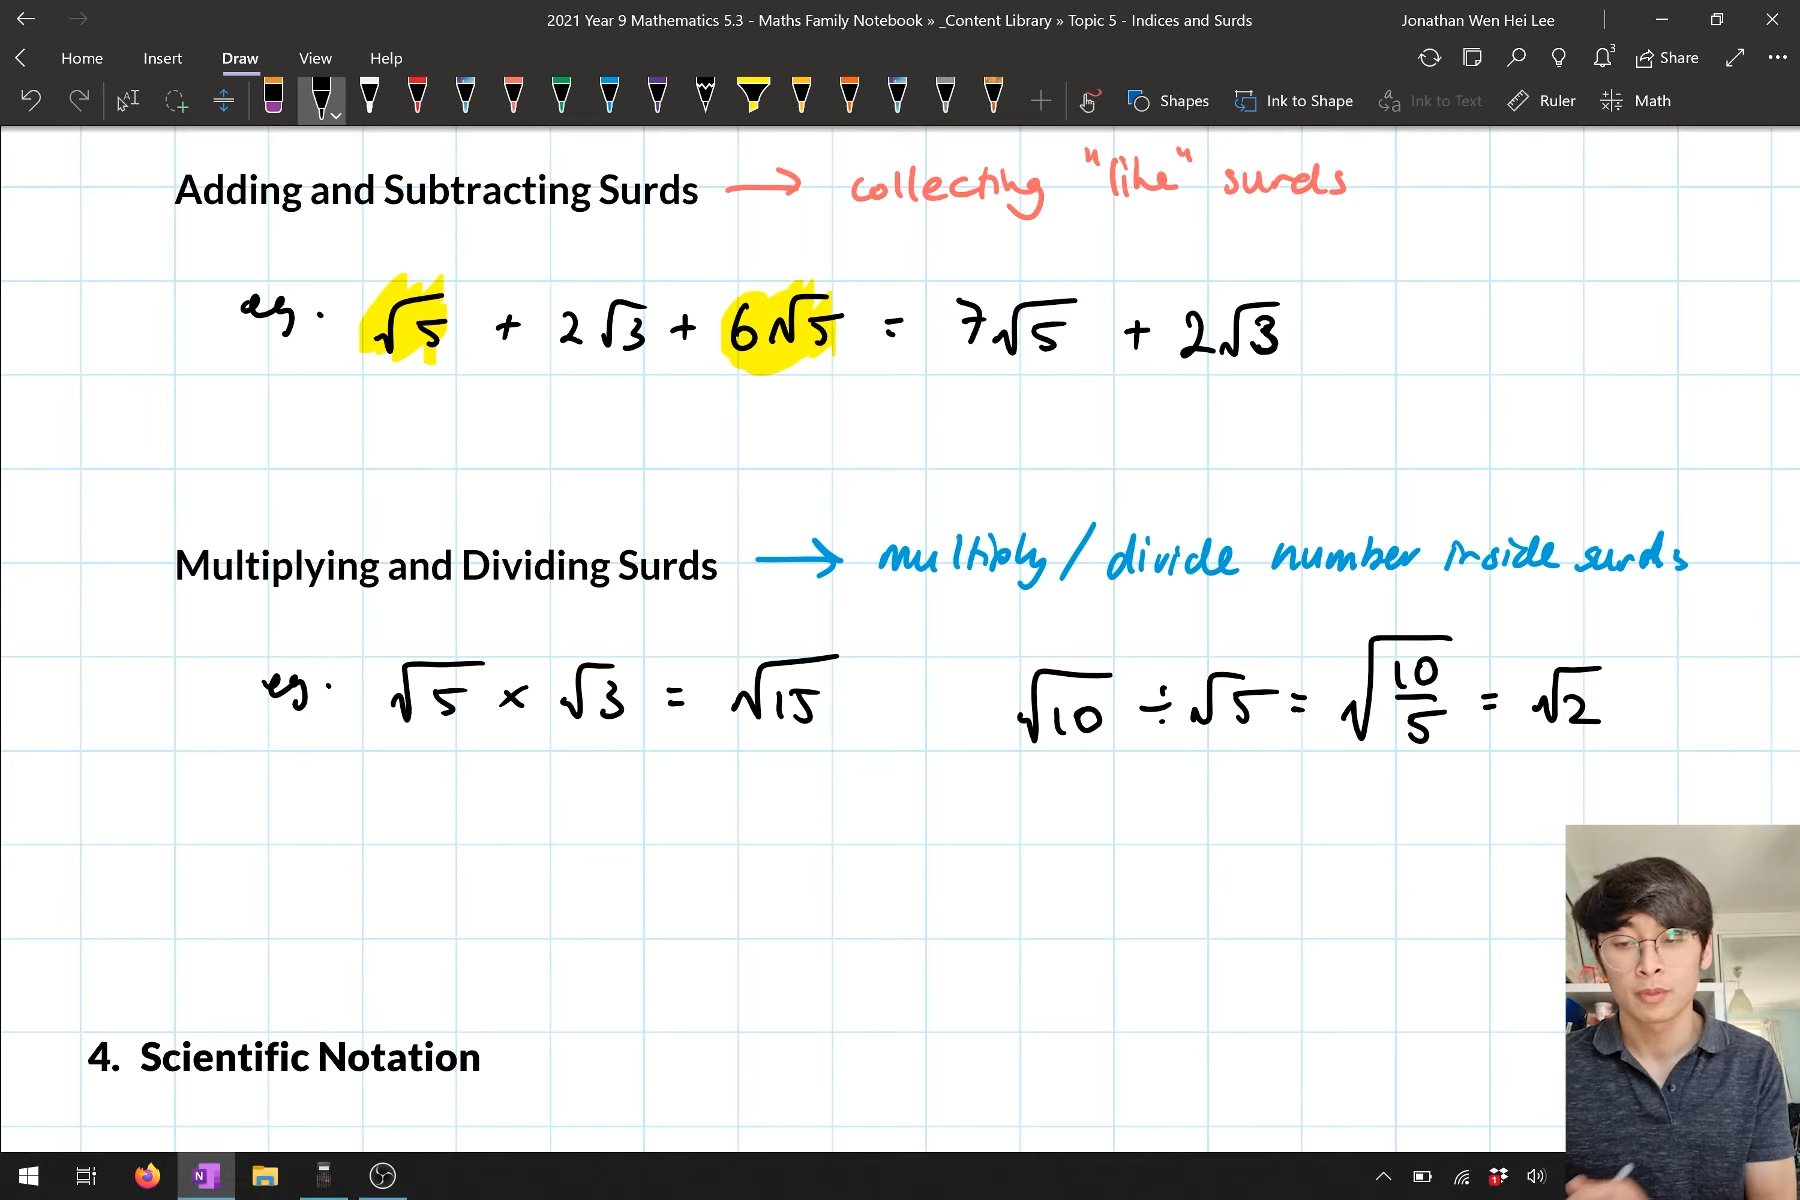 2021 Year 9 Mathematics 5.3 - Maths Family Notebook » _Content Library » Topic 5 - Indices and Surds
Jonathan Wen Hei Lee
Home Insert Draw View Help
3
Share
Shapes Ink to Shape Ink to Text Ruler Math
Adding and Subtracting Surds → collecting "like" surds
eg. √5 + 2√3 + 6√5 = 7√5 + 2√3
Multiplying and Dividing Surds → multiply / divide number inside surds
eg. √5 × √3 = √15 √10 ÷ √5 = √(10/5) = √2
4. Scientific Notation
N
1